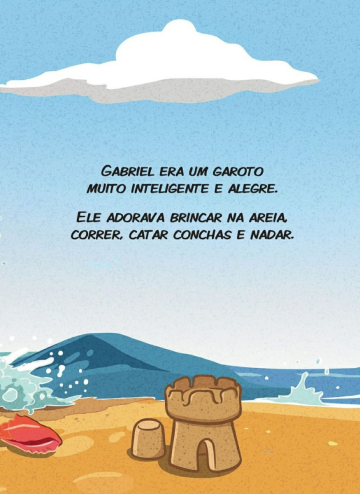 GABRIEL ERA UM GAROTO
MUITO INTELIGENTE E ALEGRE.
ELE ADORAVA BRINCAR NA AREIA,
CORRER, CATAR CONCHAS E NADAR.